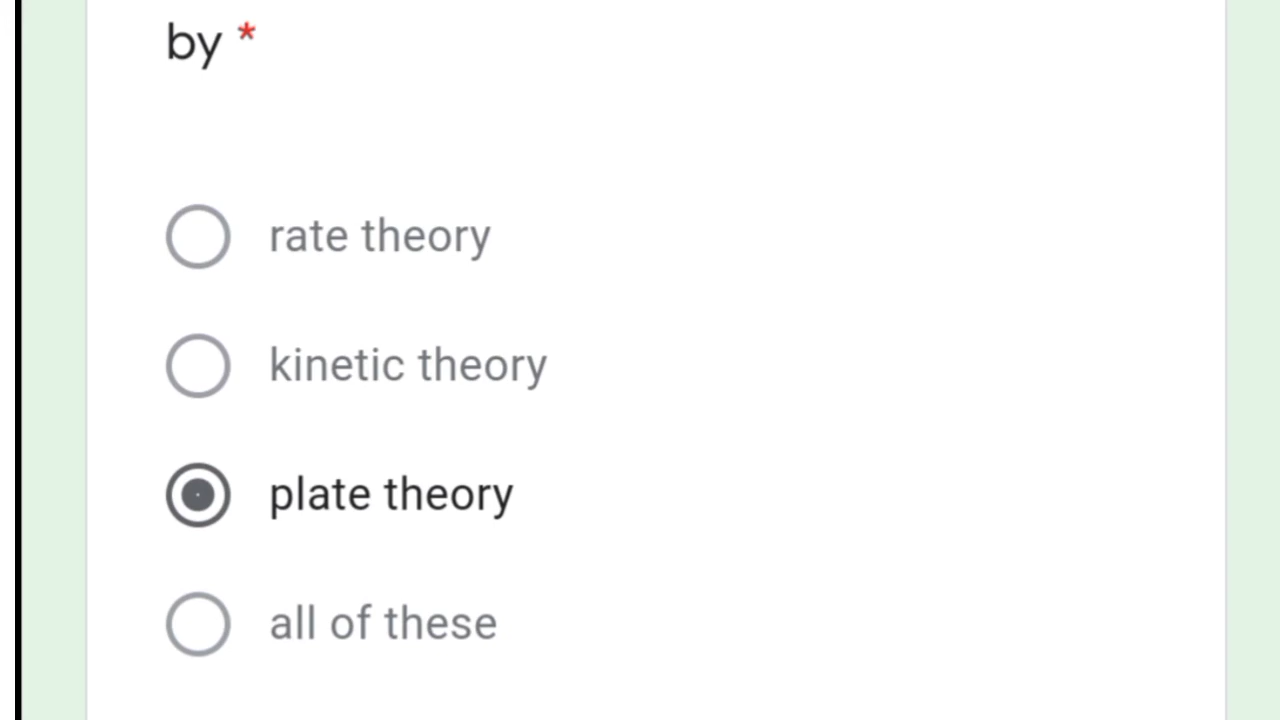 by *
rate theory
kinetic theory
plate theory
all of these